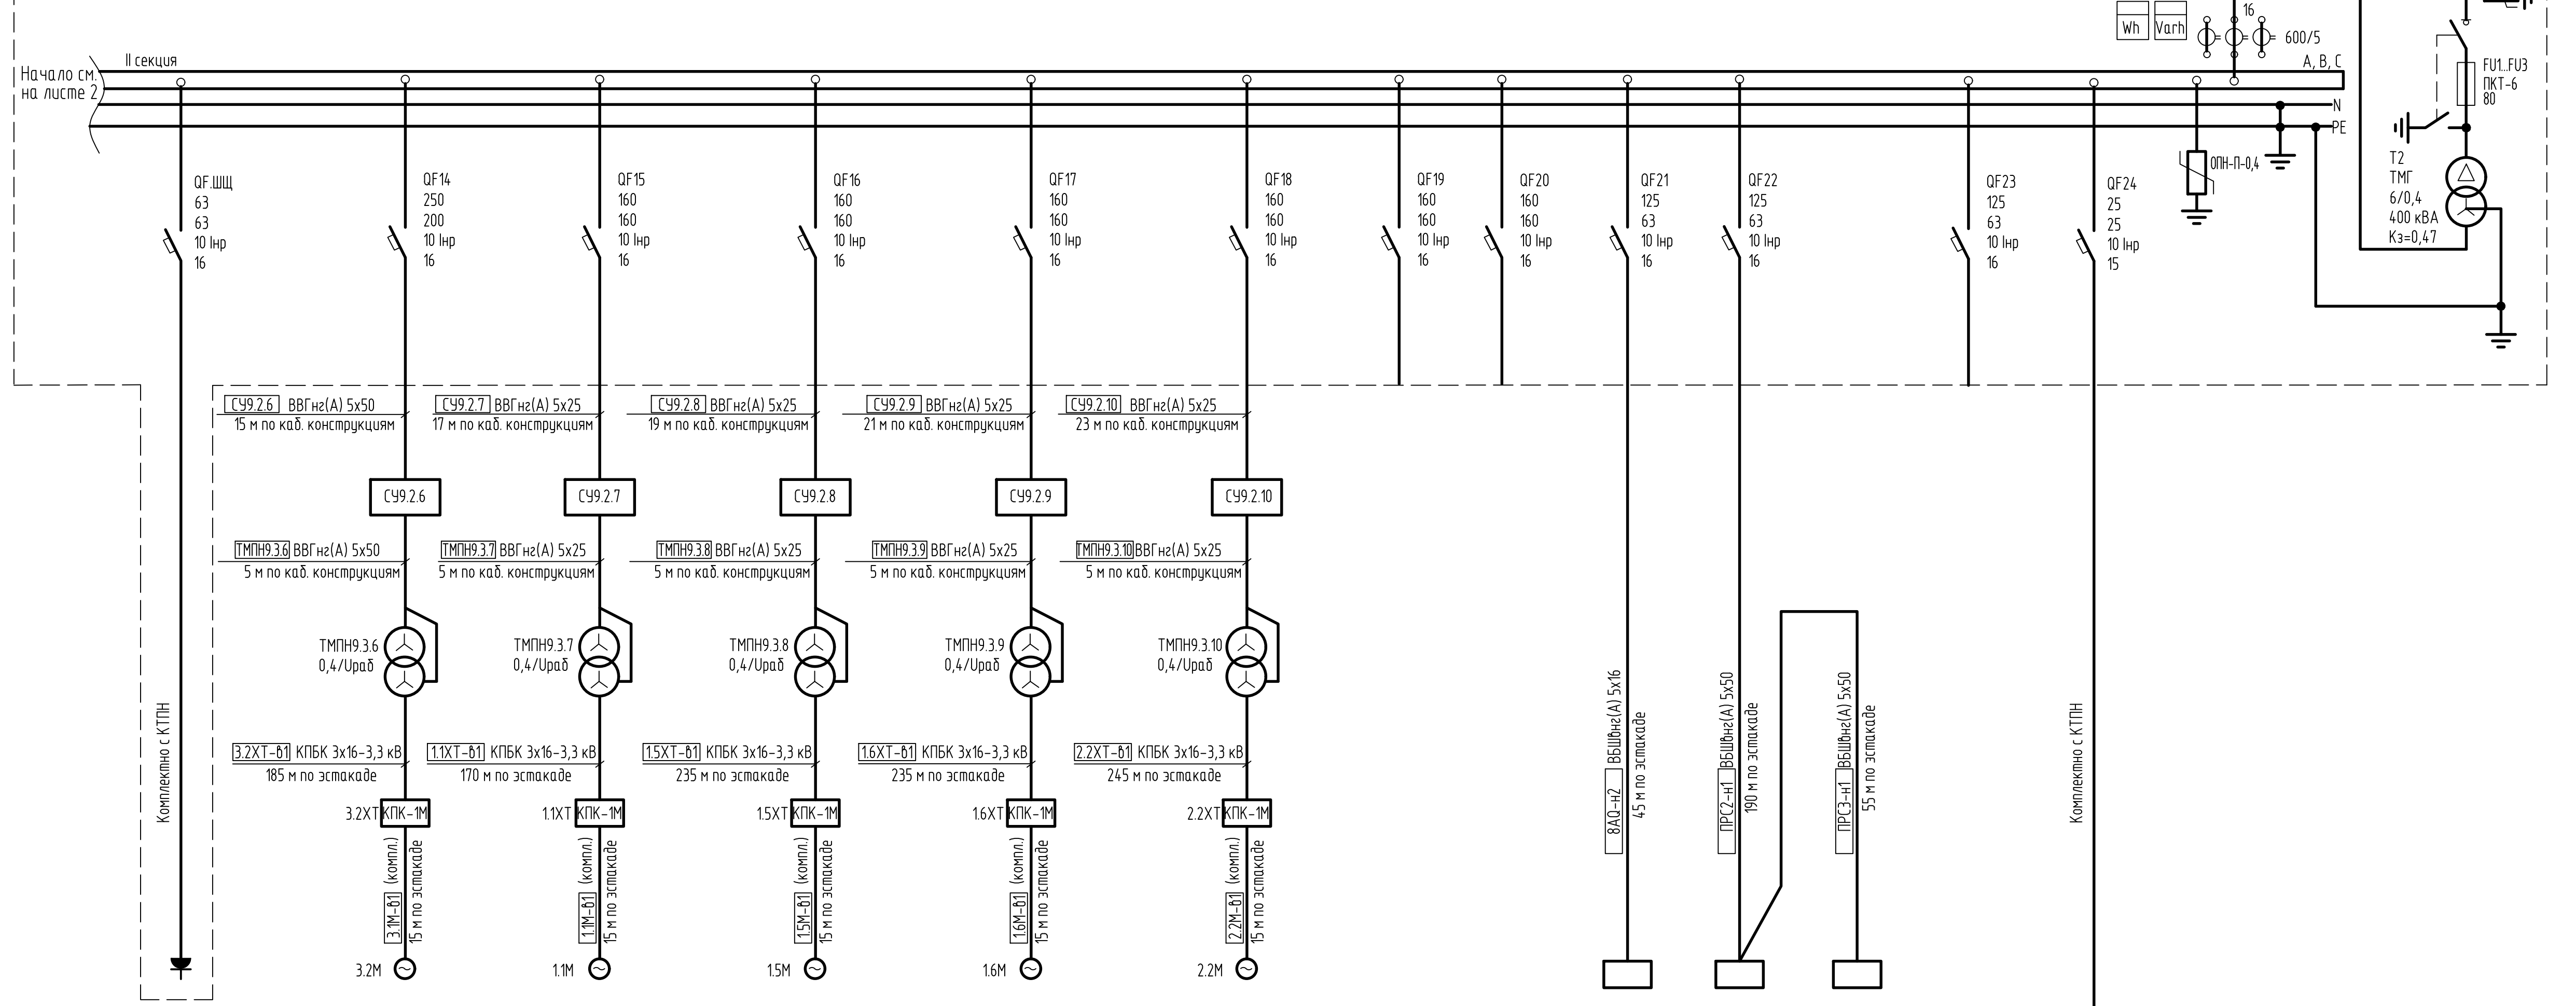 Wh
Varh
16
600/5
А, В, С
II секция
Начало см.
на листе 2
N
PE
FU1...FU3
ПКТ-6
80
Т2
ТМГ
6/0,4
400 кВА
Кз=0,47
ОПН-П-0,4
QF.ШЩ
63
63
10 Iнр
16
QF14
250
200
10 Iнр
16
QF15
160
160
10 Iнр
16
QF16
160
160
10 Iнр
16
QF17
160
160
10 Iнр
16
QF18
160
160
10 Iнр
16
QF19
160
160
10 Iнр
16
QF20
160
160
10 Iнр
16
QF21
125
63
10 Iнр
16
QF22
125
63
10 Iнр
16
QF23
125
63
10 Iнр
16
QF24
25
25
10 Iнр
15
СУ9.2.6 ВВГнг(А) 5х50
15 м по каб. конструкциям
СУ9.2.7 ВВГнг(А) 5х25
17 м по каб. конструкциям
СУ9.2.8 ВВГнг(А) 5х25
19 м по каб. конструкциям
СУ9.2.9 ВВГнг(А) 5х25
21 м по каб. конструкциям
СУ9.2.10 ВВГнг(А) 5х25
23 м по каб. конструкциям
СУ9.2.6
СУ9.2.7
СУ9.2.8
СУ9.2.9
СУ9.2.10
ТМПН9.3.6 ВВГнг(А) 5х50
5 м по каб. конструкциям
ТМПН9.3.7 ВВГнг(А) 5х25
5 м по каб. конструкциям
ТМПН9.3.8 ВВГнг(А) 5х25
5 м по каб. конструкциям
ТМПН9.3.9 ВВГнг(А) 5х25
5 м по каб. конструкциям
ТМПН9.3.10 ВВГнг(А) 5х25
5 м по каб. конструкциям
ТМПН9.3.6
0,4/Uраб
ТМПН9.3.7
0,4/Uраб
ТМПН9.3.8
0,4/Uраб
ТМПН9.3.9
0,4/Uраб
ТМПН9.3.10
0,4/Uраб
Комплектно с КТПН
3.2ХТ-в1 КПБК 3х16-3,3 кВ
185 м по эстакаде
1.1ХТ-в1 КПБК 3х16-3,3 кВ
170 м по эстакаде
1.5ХТ-в1 КПБК 3х16-3,3 кВ
235 м по эстакаде
1.6ХТ-в1 КПБК 3х16-3,3 кВ
235 м по эстакаде
2.2ХТ-в1 КПБК 3х16-3,3 кВ
245 м по эстакаде
3.2ХТ КПК-1М
1.1ХТ КПК-1М
1.5ХТ КПК-1М
1.6ХТ КПК-1М
2.2ХТ КПК-1М
3.1М-в1 (компл.)
15 м по эстакаде
1.1М-в1 (компл.)
15 м по эстакаде
1.5М-в1 (компл.)
15 м по эстакаде
1.6М-в1 (компл.)
15 м по эстакаде
2.2М-в1 (компл.)
15 м по эстакаде
3.2М
1.1М
1.5М
1.6М
2.2М
8AQ-н2 ВБШвнг(А) 5х16
45 м по эстакаде
ПРС2-н1 ВБШвнг(А) 5х50
190 м по эстакаде
ПРС3-н1 ВБШвнг(А) 5х50
55 м по эстакаде
Комплектно с КТПН